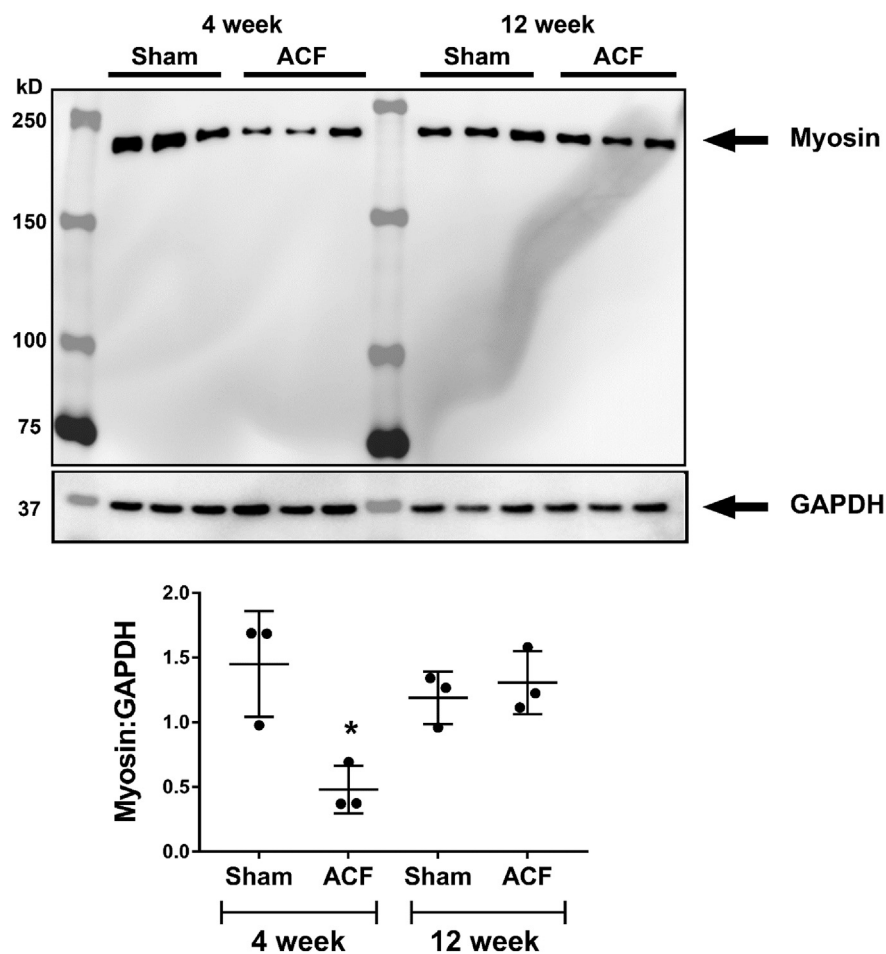 4 week 12 week
Sham ACF Sham ACF
kD
250
Myosin
150
100
75
37
GAPDH
Myosin:GAPDH
2.0
1.5
1.0
*
0.5
0.0
Sham ACF Sham ACF
4 week 12 week